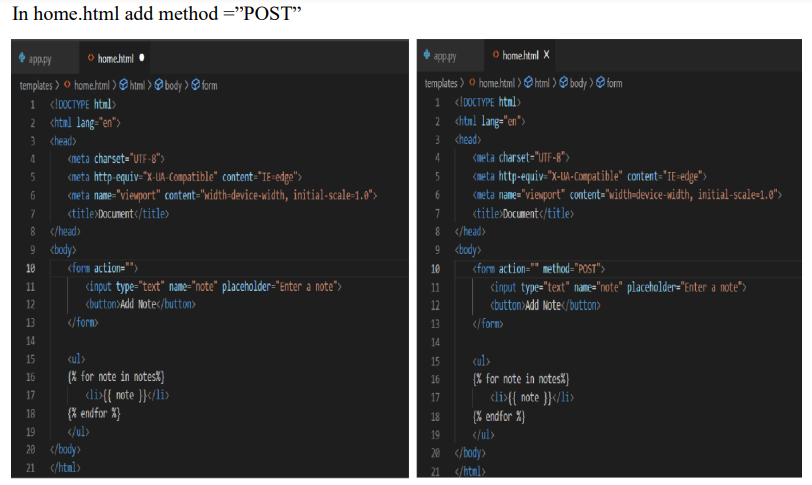 In home.html add method =”POST”
app.py
home.html
templates > home.html > html > body > form
1 <!DOCTYPE html>
2 <html lang="en">
3 <head>
4 <meta charset="UTF-8">
5 <meta http-equiv="X-UA-Compatible" content="IE=edge">
6 <meta name="viewport" content="width=device-width, initial-scale=1.0">
7 <title>Document</title>
8 </head>
9 <body>
10 <form action="">
11 <input type="text" name="note" placeholder="Enter a note">
12 <button>Add Note</button>
13 </form>
14
15 <ul>
16 {% for note in notes%}
17 <li>{{ note }}</li>
18 {% endfor %}
19 </ul>
20 </body>
21 </html>
app.py
home.html X
templates > home.html > html > body > form
1 <!DOCTYPE html>
2 <html lang="en">
3 <head>
4 <meta charset="UTF-8">
5 <meta http-equiv="X-UA-Compatible" content="IE=edge">
6 <meta name="viewport" content="width=device-width, initial-scale=1.0">
7 <title>Document</title>
8 </head>
9 <body>
10 <form action="" method="POST">
11 <input type="text" name="note" placeholder="Enter a note">
12 <button>Add Note</button>
13 </form>
14
15 <ul>
16 {% for note in notes%}
17 <li>{{ note }}</li>
18 {% endfor %}
19 </ul>
20 </body>
21 </html>